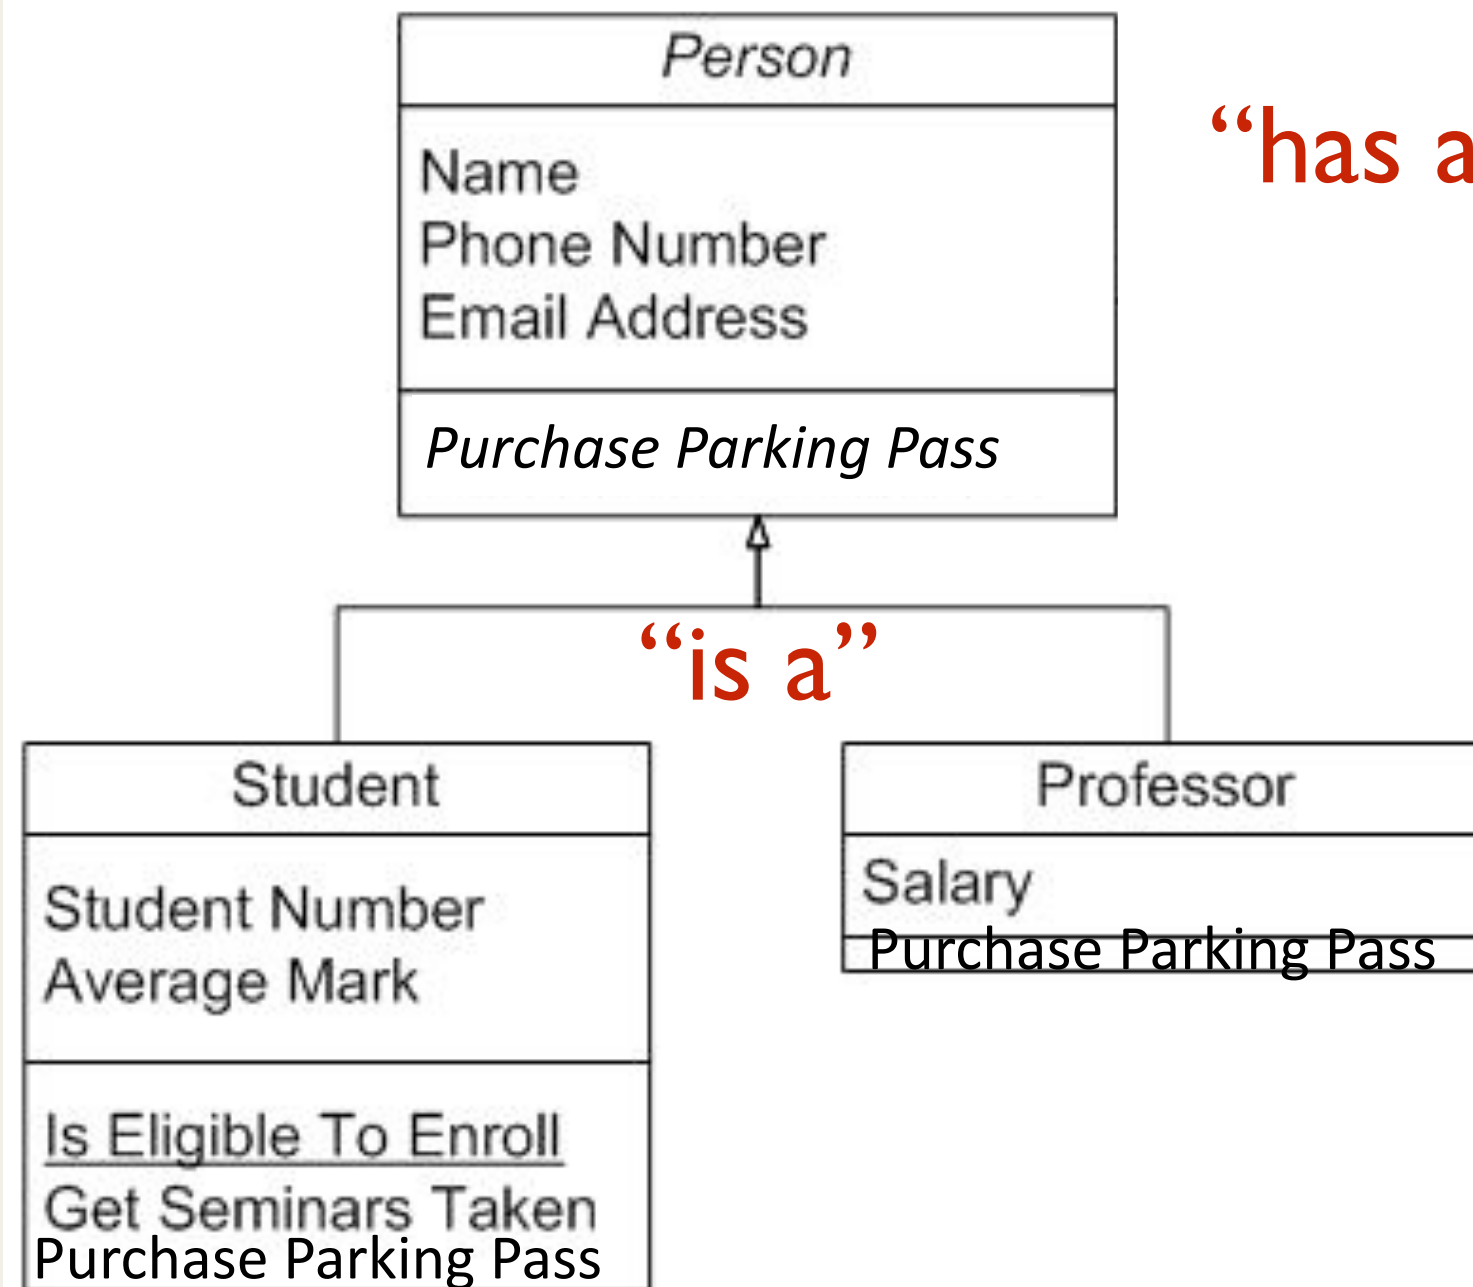 Person
“has a
Name
Phone Number
Email Address
Purchase Parking Pass
“is a”
Student
Student Number
Average Mark
Is Eligible To Enroll
Get Seminars Taken
Purchase Parking Pass
Professor
Salary
Purchase Parking Pass